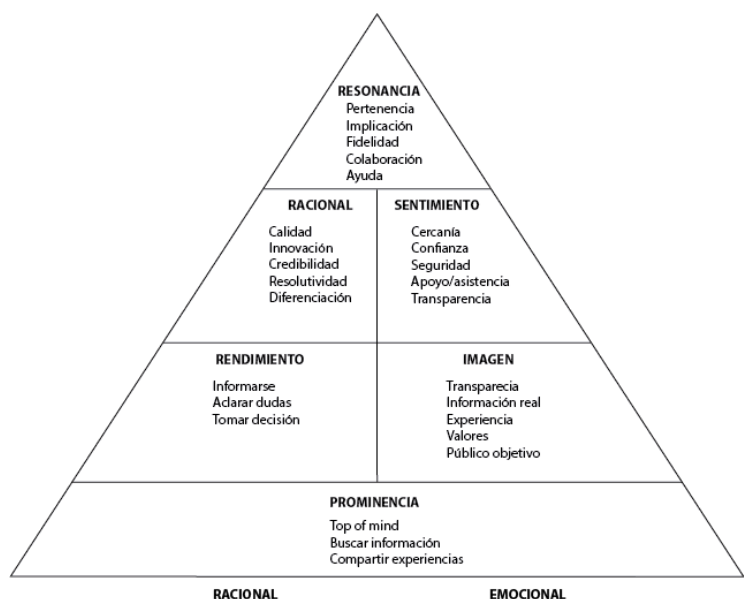 RESONANCIA
Pertenencia
Implicación
Fidelidad
Colaboración
Ayuda
RACIONAL
Calidad
Innovación
Credibilidad
Resolutividad
Diferenciación
SENTIMIENTO
Cercanía
Confianza
Seguridad
Apoyo/asistencia
Transparencia
RENDIMIENTO
Informarse
Aclarar dudas
Tomar decisión
IMAGEN
Transparecia
Información real
Experiencia
Valores
Público objetivo
PROMINENCIA
Top of mind
Buscar información
Compartir experiencias
RACIONAL
EMOCIONAL